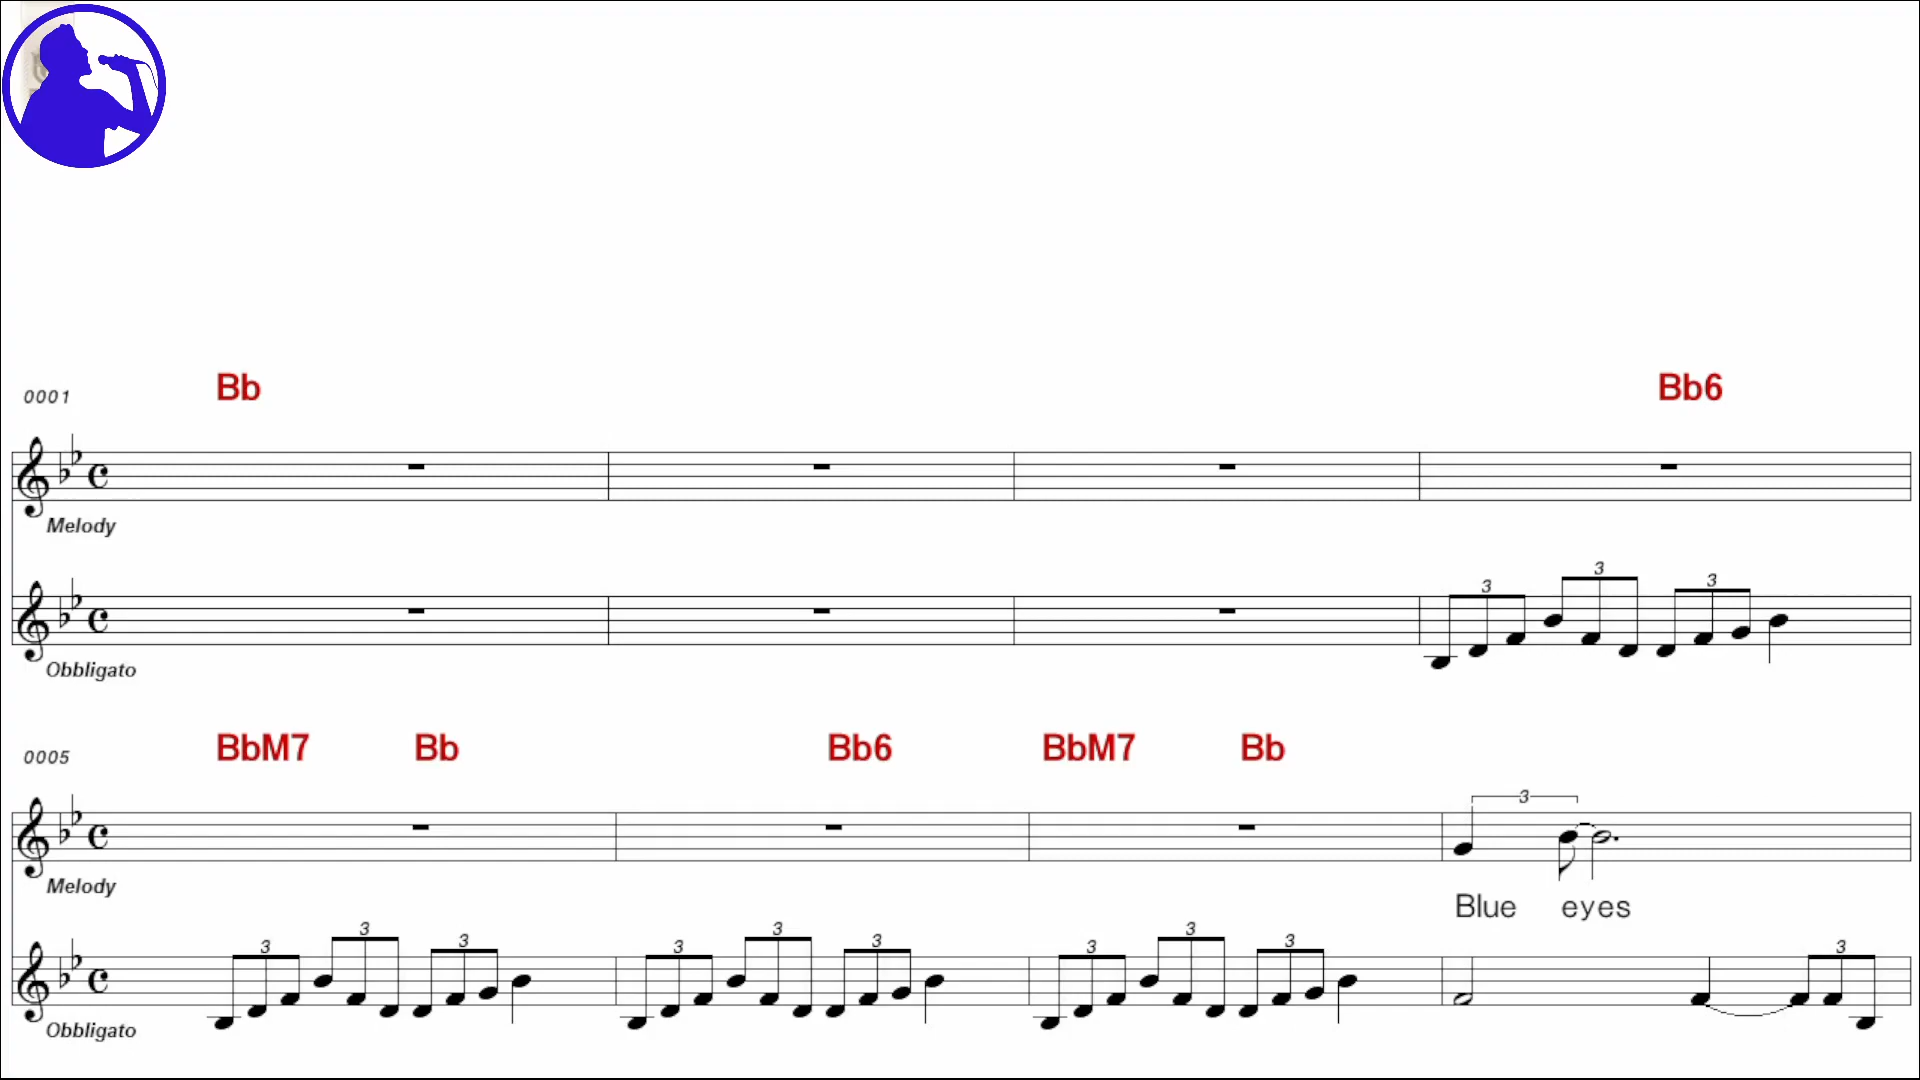 0001 Bb Bb6
Melody
3 3 3
Obbligato
0005 BbM7 Bb Bb6 BbM7 Bb
3
Melody
Blue eyes
3 3 3 3 3 3 3 3 3 3
Obbligato